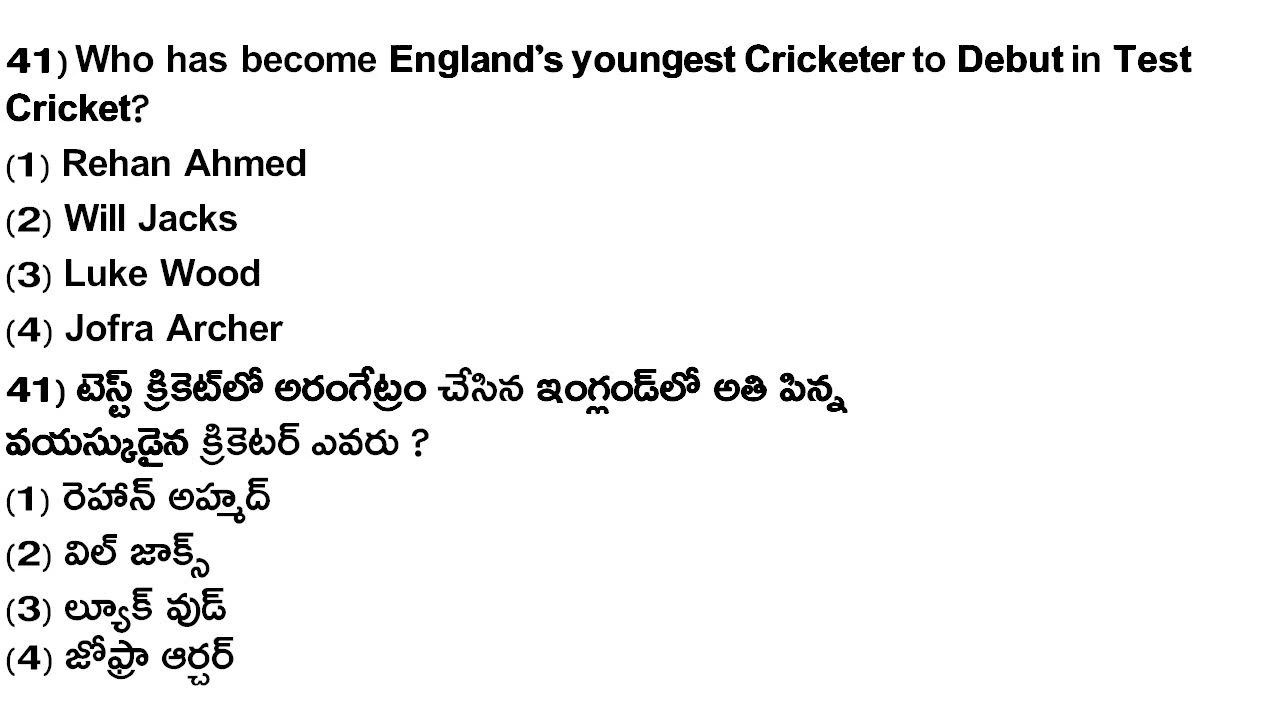 41) Who has become England’s youngest Cricketer to Debut in Test
Cricket?
(1) Rehan Ahmed
(2) Will Jacks
(3) Luke Wood
(4) Jofra Archer
41) టెస్ట్ క్రికెట్‌లో అరంగేట్రం చేసిన ఇంగ్లండ్‌లో అతి పిన్న
వయస్కుడైన క్రికెటర్ ఎవరు ?
(1) రెహాన్ అహ్మద్
(2) విల్ జాక్స్
(3) ల్యూక్ వుడ్
(4) జోఫ్రా ఆర్చర్